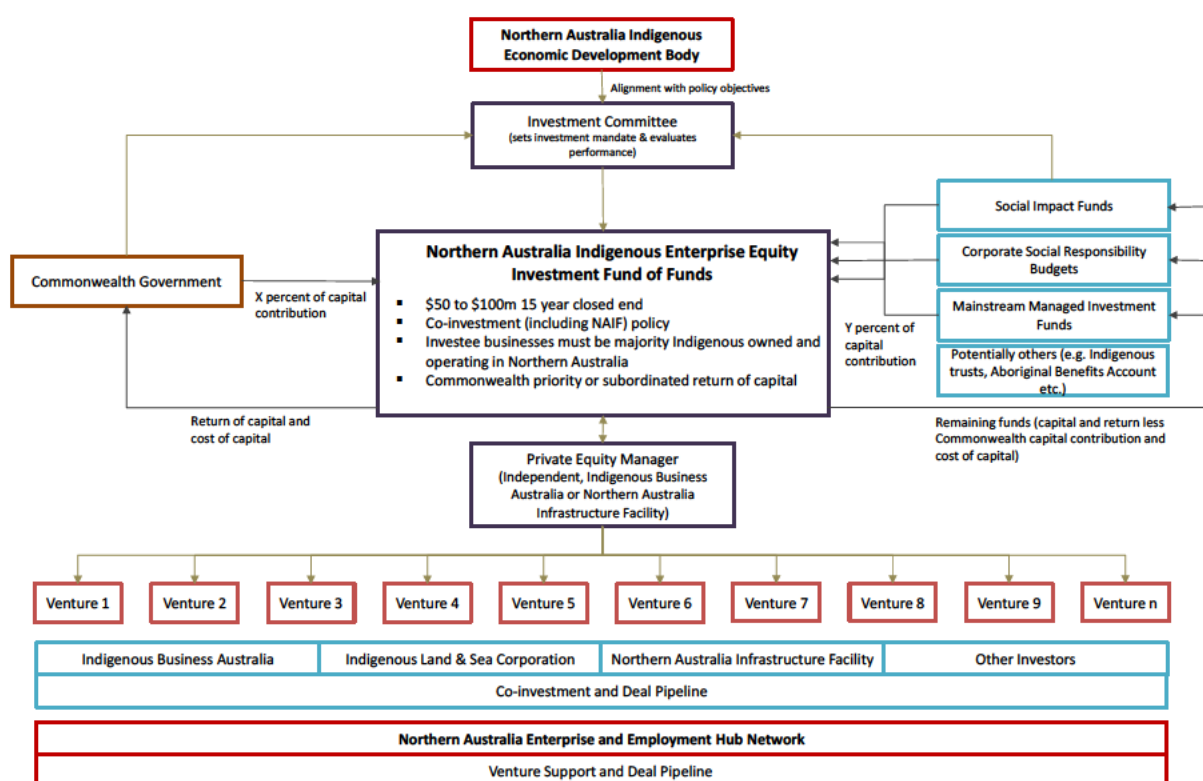 Northern Australia Indigenous
Economic Development Body
Alignment with policy objectives
Investment Committee
(sets investment mandate & evaluates
performance)
Social Impact Funds
Corporate Social Responsibility
Budgets
Mainstream Managed Investment
Funds
Potentially others (e.g. Indigenous
trusts, Aboriginal Benefits Account
etc.)
Y percent of
capital
contribution
Commonwealth Government
X percent of capital
contribution
Northern Australia Indigenous Enterprise Equity
Investment Fund of Funds
▪ $50 to $100m 15 year closed end
▪ Co-investment (including NAIF) policy
▪ Investee businesses must be majority Indigenous owned and
operating in Northern Australia
▪ Commonwealth priority or subordinated return of capital
Return of capital and
cost of capital
Remaining funds (capital and return less
Commonwealth capital contribution and
cost of capital)
Private Equity Manager
(Independent, Indigenous Business
Australia or Northern Australia
Infrastructure Facility)
Venture 1
Venture 2
Venture 3
Venture 4
Venture 5
Venture 6
Venture 7
Venture 8
Venture 9
Venture n
Indigenous Business Australia
Indigenous Land & Sea Corporation
Northern Australia Infrastructure Facility
Other Investors
Co-investment and Deal Pipeline
Northern Australia Enterprise and Employment Hub Network
Venture Support and Deal Pipeline